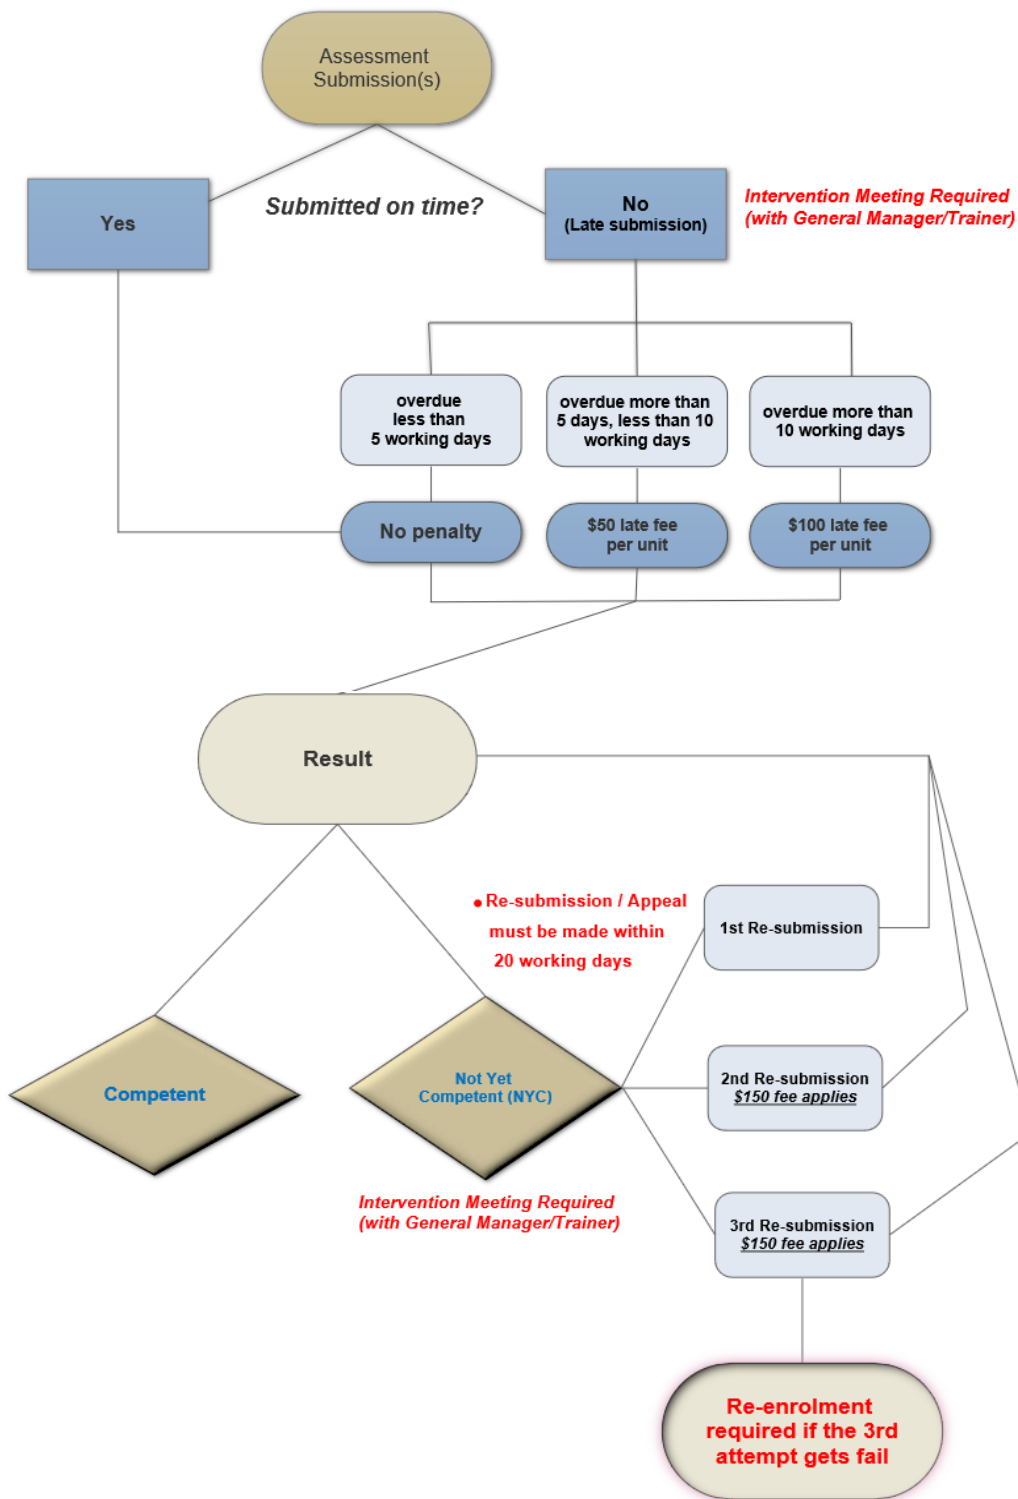 Assessment
Submission(s)
Yes
Submitted on time?
No
(Late submission)
Intervention Meeting Required
(with General Manager/Trainer)
overdue
less than
5 working days
overdue more than
5 days, less than 10
working days
overdue more than
10 working days
No penalty
$50 late fee
per unit
$100 late fee
per unit
Result
• Re-submission / Appeal
must be made within
20 working days
1st Re-submission
Competent
Not Yet
Competent (NYC)
2nd Re-submission
$150 fee applies
Intervention Meeting Required
(with General Manager/Trainer)
3rd Re-submission
$150 fee applies
Re-enrolment
required if the 3rd
attempt gets fail